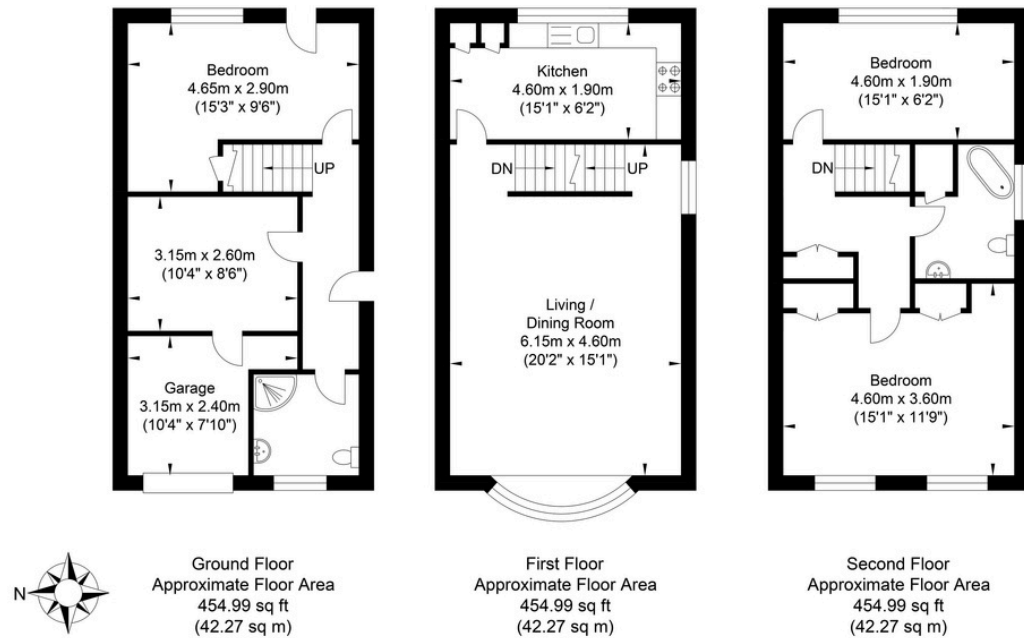 Bedroom
4.65m x 2.90m
(15'3" x 9'6")
UP
3.15m x 2.60m
(10'4" x 8'6")
Garage
3.15m x 2.40m
(10'4" x 7'10")
Kitchen
4.60m x 1.90m
(15'1" x 6'2")
DN
UP
Living /
Dining Room
6.15m x 4.60m
(20'2" x 15'1")
Bedroom
4.60m x 1.90m
(15'1" x 6'2")
DN
Bedroom
4.60m x 3.60m
(15'1" x 11'9")
N
Ground Floor
Approximate Floor Area
454.99 sq ft
(42.27 sq m)
First Floor
Approximate Floor Area
454.99 sq ft
(42.27 sq m)
Second Floor
Approximate Floor Area
454.99 sq ft
(42.27 sq m)